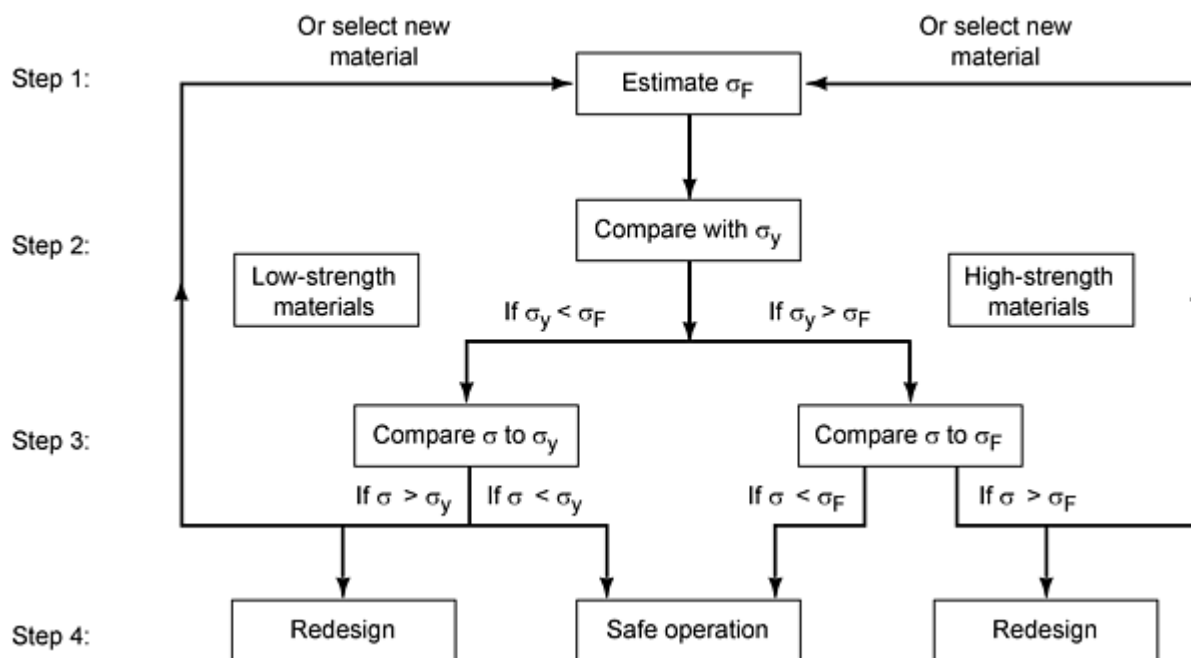 Or select new
material
Or select new
material
Step 1:
Estimate σF
Step 2:
Compare with σy
Low-strength
materials
High-strength
materials
If σy < σF
If σy > σF
Step 3:
Compare σ to σy
Compare σ to σF
If σ > σy
If σ < σy
If σ < σF
If σ > σF
Step 4:
Redesign
Safe operation
Redesign